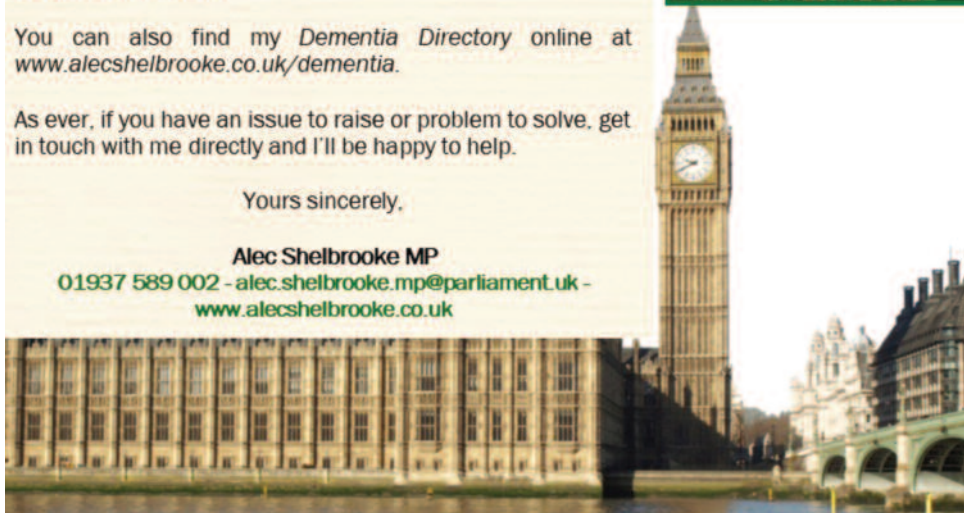 You can also find my Dementia Directory online at
www.alecshelbrooke.co.uk/dementia.
As ever, if you have an issue to raise or problem to solve, get
in touch with me directly and I'll be happy to help.
Yours sincerely,
Alec Shelbrooke MP
01937 589 002 - alec.shelbrooke.mp@parliament.uk -
www.alecshelbrooke.co.uk